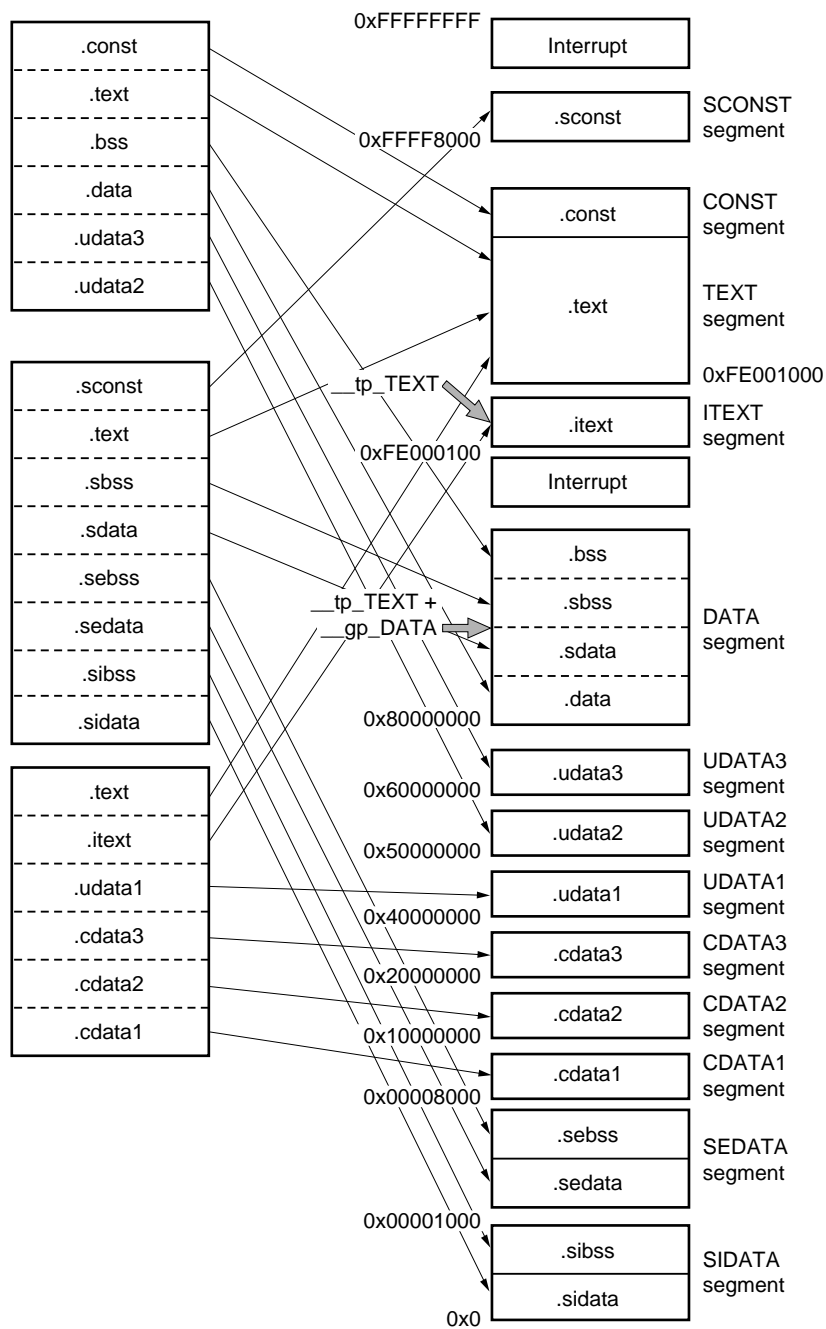 .const
.text
.bss
.data
.udata3
.udata2
.sconst
.text
.sbss
.sdata
.sebss
.sedata
.sibss
.sidata
.text
.itext
.udata1
.cdata3
.cdata2
.cdata1
0xFFFFFFFF
Interrupt
.sconst
SCONST
segment
0xFFFF8000
.const
CONST
segment
.text
TEXT
segment
0xFE001000
__tp_TEXT
.itext
ITEXT
segment
0xFE000100
Interrupt
.bss
.sbss
__tp_TEXT +
__gp_DATA
DATA
segment
.sdata
.data
0x80000000
.udata3
UDATA3
segment
0x60000000
.udata2
UDATA2
segment
0x50000000
.udata1
UDATA1
segment
0x40000000
.cdata3
CDATA3
segment
0x20000000
.cdata2
CDATA2
segment
0x10000000
.cdata1
CDATA1
segment
0x00008000
.sebss
SEDATA
segment
.sedata
0x00001000
.sibss
SIDATA
segment
.sidata
0x0